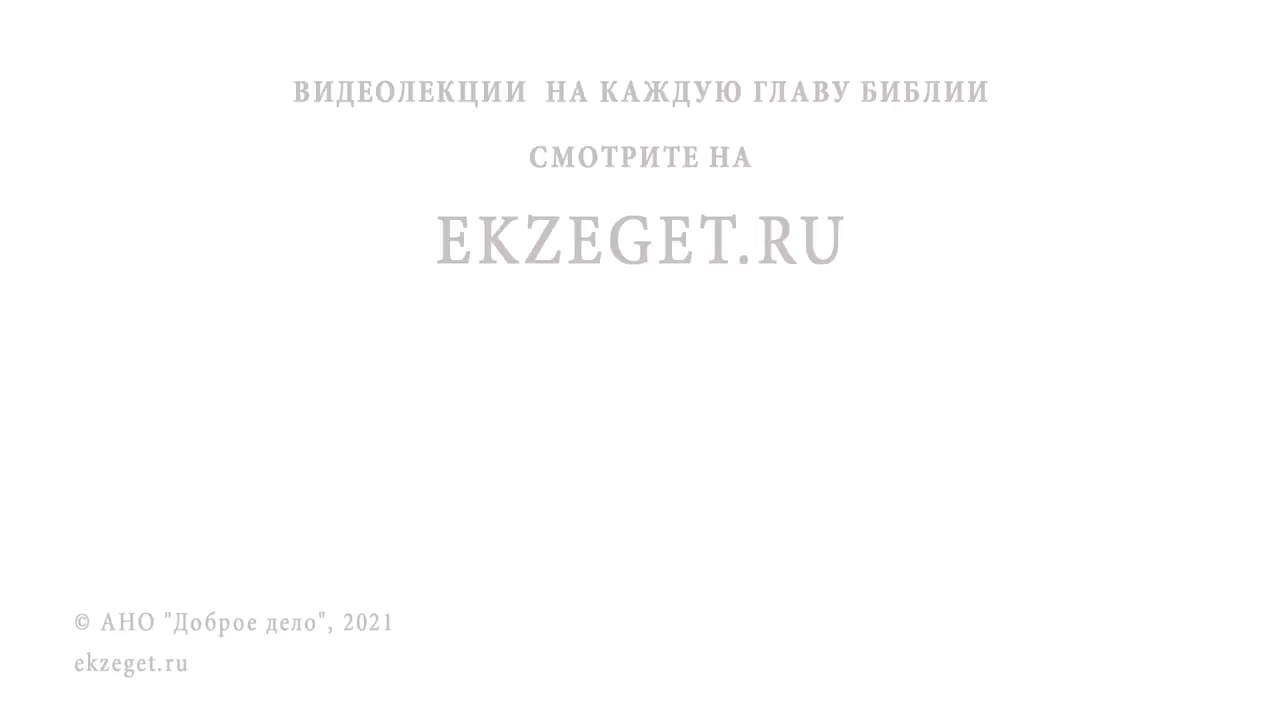 ВИДЕОЛЕКЦИИ НА КАЖДУЮ ГЛАВУ БИБЛИИ
СМОТРИТЕ НА
EKZEGET.RU
© АНО "Доброе дело", 2021
ekzeget.ru